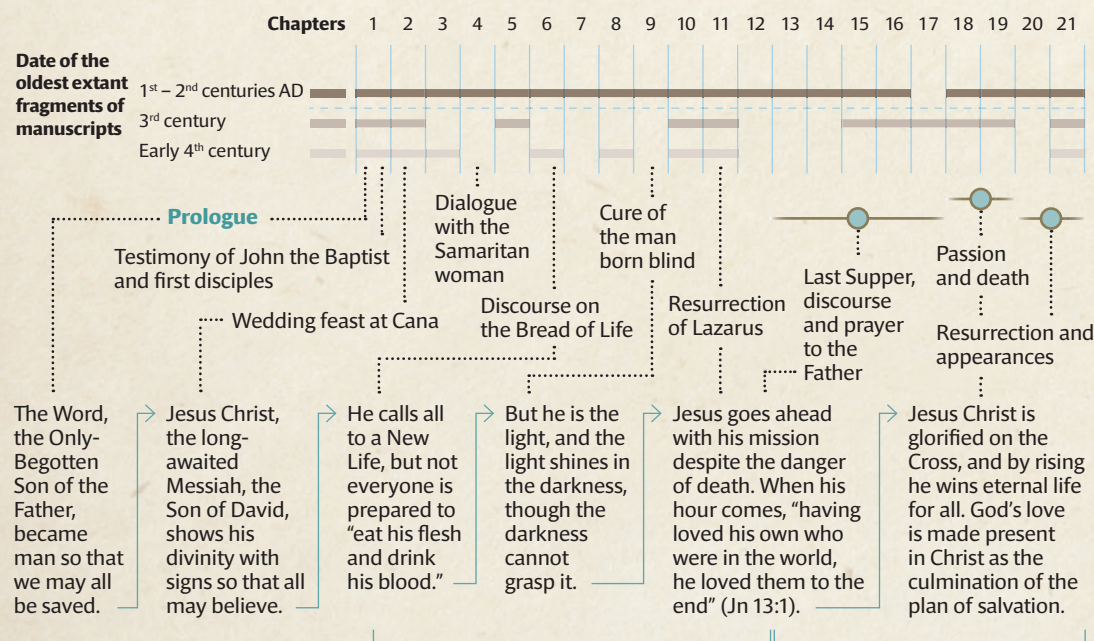 Chapters 1 2 3 4 5 6 7 8 9 10 11 12 13 14 15 16 17 18 19 20 21
Date of the
oldest extant
fragments of
manuscripts
1st – 2nd centuries AD
3rd century
Early 4th century
Prologue
Testimony of John the Baptist
and first disciples
Wedding feast at Cana
Dialogue
with the
Samaritan
woman
Discourse on
the Bread of Life
Cure of
the man
born blind
Resurrection
of Lazarus
Last Supper,
discourse
and prayer
to the
Father
Passion
and death
Resurrection and
appearances
The Word,
the Only-
Begotten
Son of the
Father,
became
man so that
we may all
be saved.
Jesus Christ,
the long-
awaited
Messiah, the
Son of David,
shows his
divinity with
signs so that all
may believe.
He calls all
to a New
Life, but not
everyone is
prepared to
“eat his flesh
and drink
his blood.”
But he is the
light, and the
light shines in
the darkness,
though the
darkness
cannot
grasp it.
Jesus goes ahead
with his mission
despite the danger
of death. When his
hour comes, “having
loved his own who
were in the world,
he loved them to the
end” (Jn 13:1).
Jesus Christ is
glorified on the
Cross, and by rising
he wins eternal life
for all. God’s love
is made present
in Christ as the
culmination of the
plan of salvation.